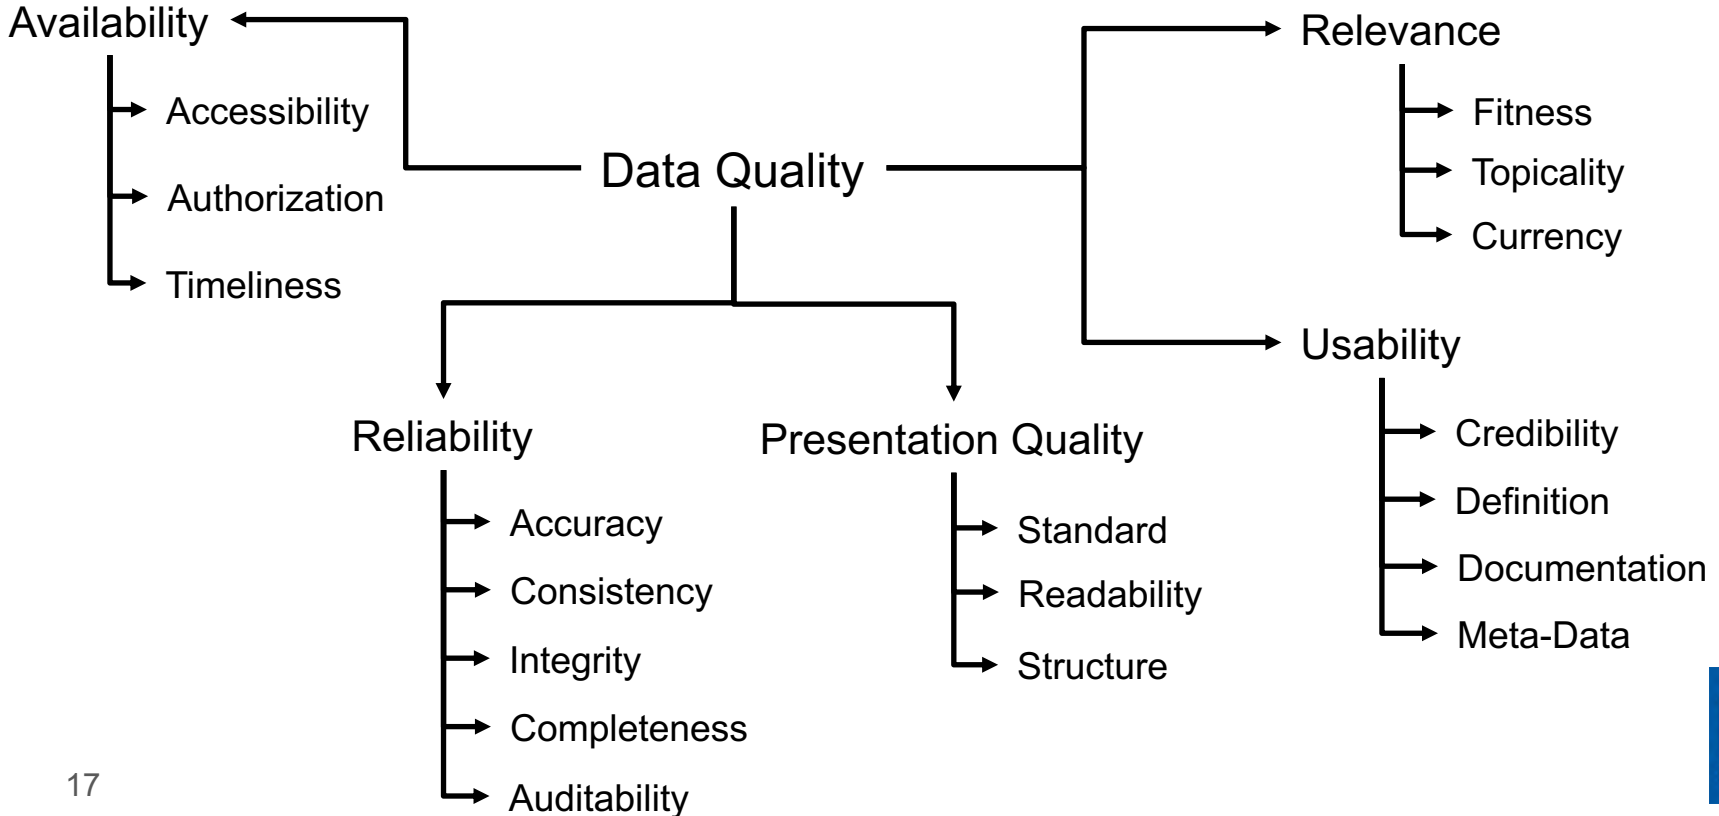 Availability
Accessibility
Authorization
Timeliness
Data Quality
Relevance
Fitness
Topicality
Currency
Usability
Credibility
Definition
Documentation
Meta-Data
Reliability
Accuracy
Consistency
Integrity
Completeness
Auditability
Presentation Quality
Standard
Readability
Structure
17